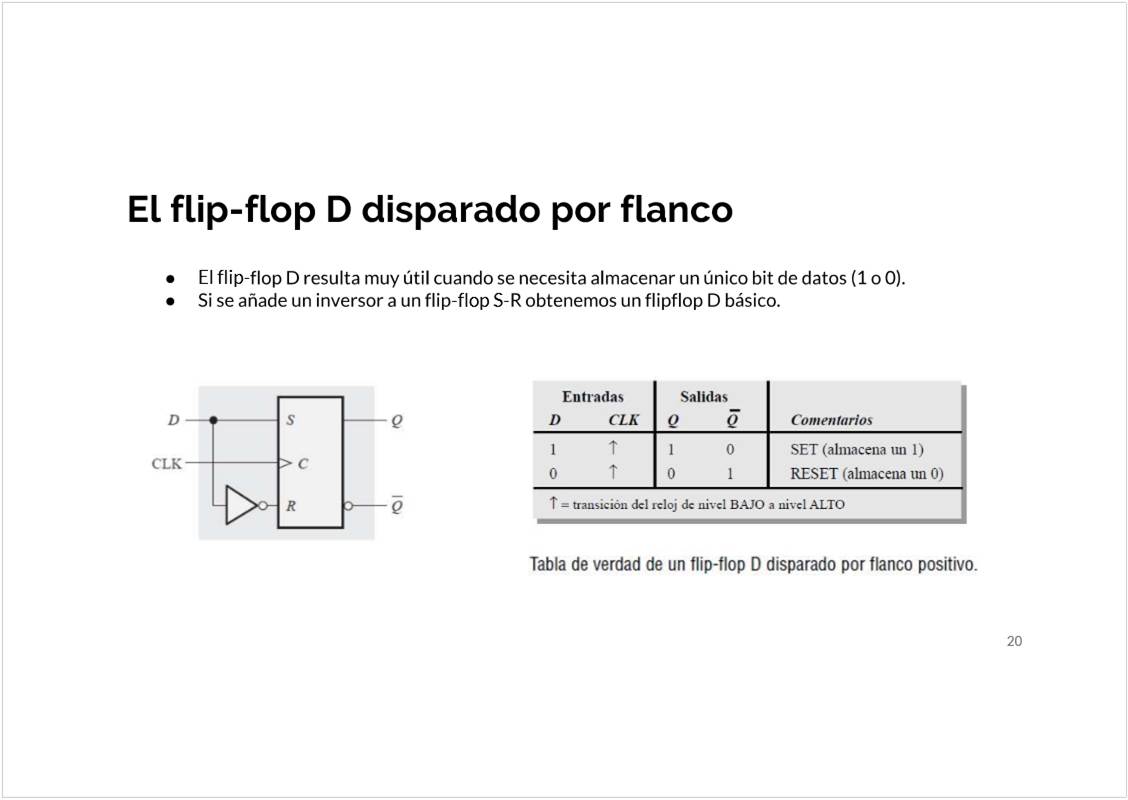 El flip-flop D disparado por flanco
● El flip-flop D resulta muy útil cuando se necesita almacenar un único bit de datos (1 o 0).
● Si se añade un inversor a un flip-flop S-R obtenemos un flipflop D básico.
D S Q
CLK C
R Q̅
Entradas Salidas
D CLK Q Q̅ Comentarios
1 ↑ 1 0 SET (almacena un 1)
0 ↑ 0 1 RESET (almacena un 0)
↑ = transición del reloj de nivel BAJO a nivel ALTO
Tabla de verdad de un flip-flop D disparado por flanco positivo.
20